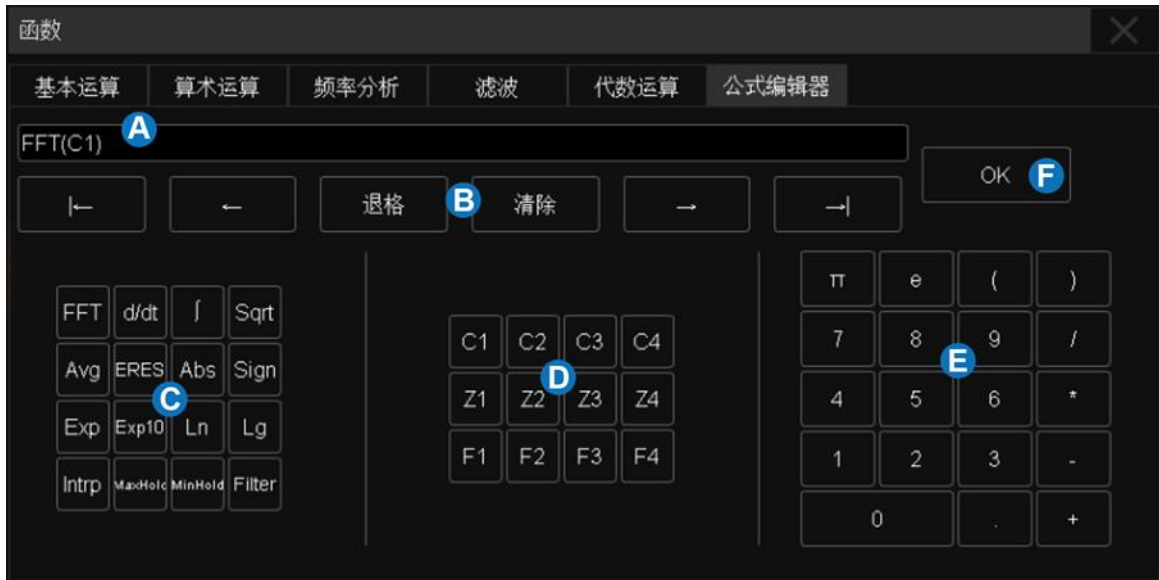 函数
基本运算 算术运算 频率分析 滤波 代数运算 公式编辑器
A
FFT(C1)
OK F
|← ← 退格 B 清除 → →|
π e ( )
FFT d/dt ∫ Sqrt
C1 C2 C3 C4
7 8 9 /
E
Avg ERES Abs Sign
D
C
Z1 Z2 Z3 Z4
4 5 6 *
Exp Exp10 Ln Lg
F1 F2 F3 F4
1 2 3 -
Intrp MaxHold MinHold Filter
0 . +